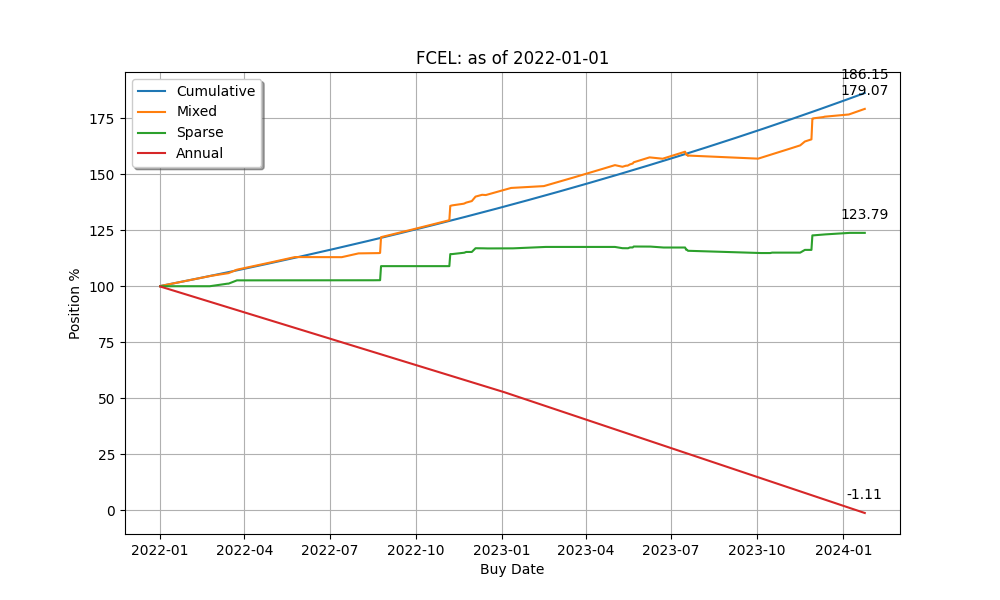 FCEL: as of 2022-01-01
Cumulative
Mixed
Sparse
Annual
186.15
179.07
123.79
-1.11
Position %
175
150
125
100
75
50
25
0
2022-01 2022-04 2022-07 2022-10 2023-01 2023-04 2023-07 2023-10 2024-01
Buy Date